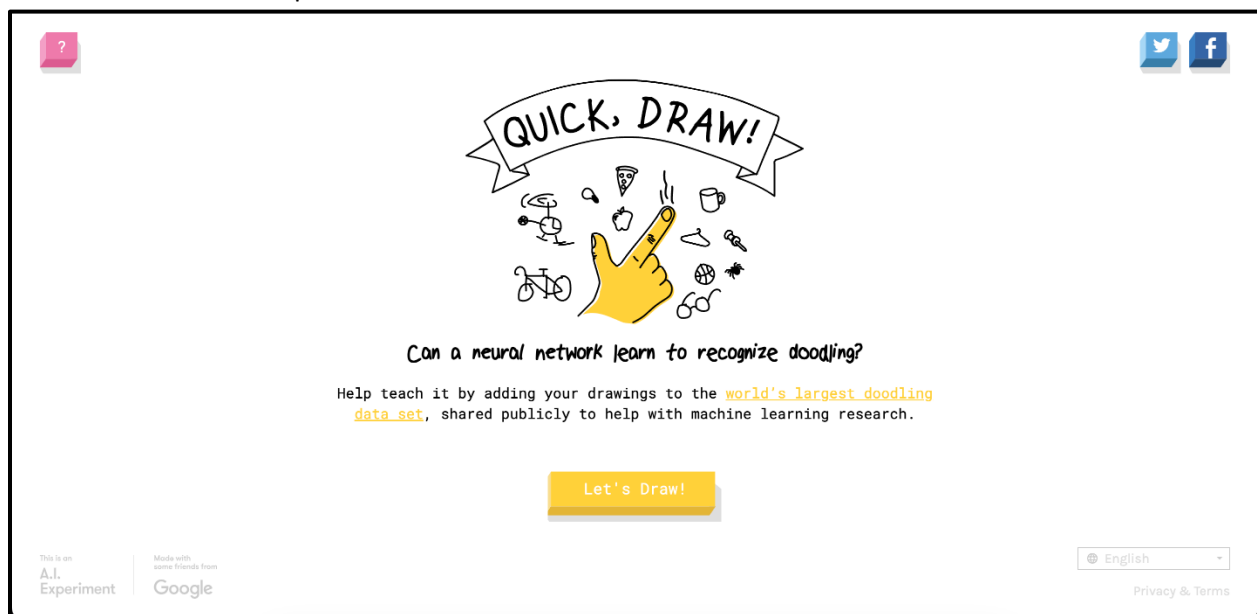 ?
f
QUICK, DRAW!
Can a neural network learn to recognize doodling?
Help teach it by adding your drawings to the world's largest doodling
data set, shared publicly to help with machine learning research.
Let's Draw!
This is an
A.I.
Experiment
Made with
some friends from
Google
English
Privacy & Terms